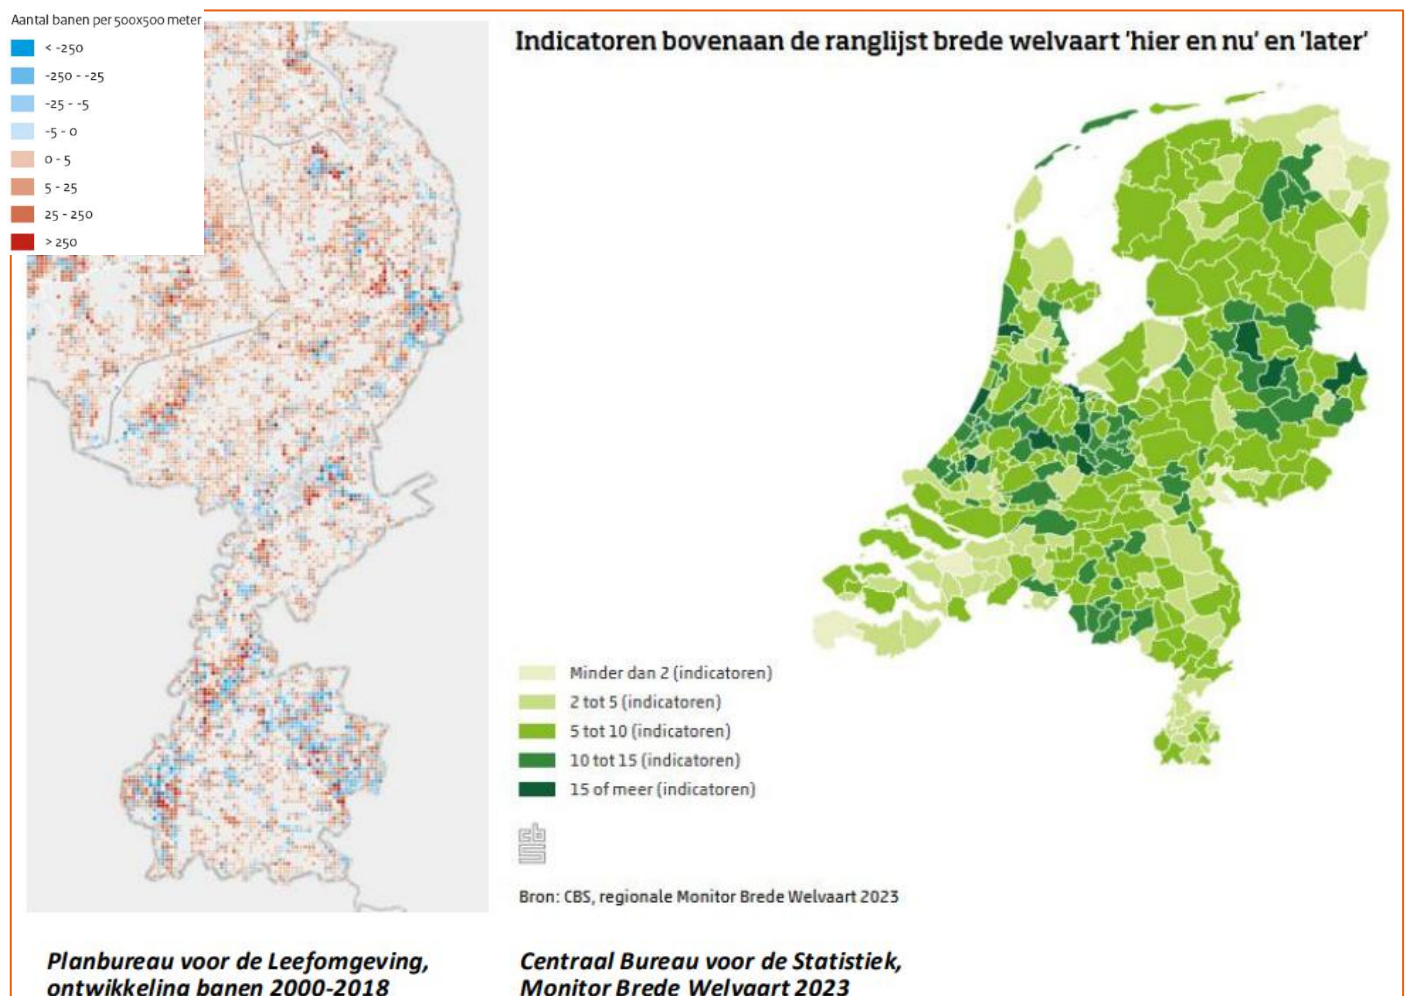 Aantal banen per 500x500 meter
< -250
-250 - -25
-25 - -5
-5 - 0
0 - 5
5 - 25
25 - 250
> 250
Indicatoren bovenaan de ranglijst brede welvaart 'hier en nu' en 'later'
Minder dan 2 (indicatoren)
2 tot 5 (indicatoren)
5 tot 10 (indicatoren)
10 tot 15 (indicatoren)
15 of meer (indicatoren)
cbs
Bron: CBS, regionale Monitor Brede Welvaart 2023
Planbureau voor de Leefomgeving,
ontwikkeling banen 2000-2018
Centraal Bureau voor de Statistiek,
Monitor Brede Welvaart 2023